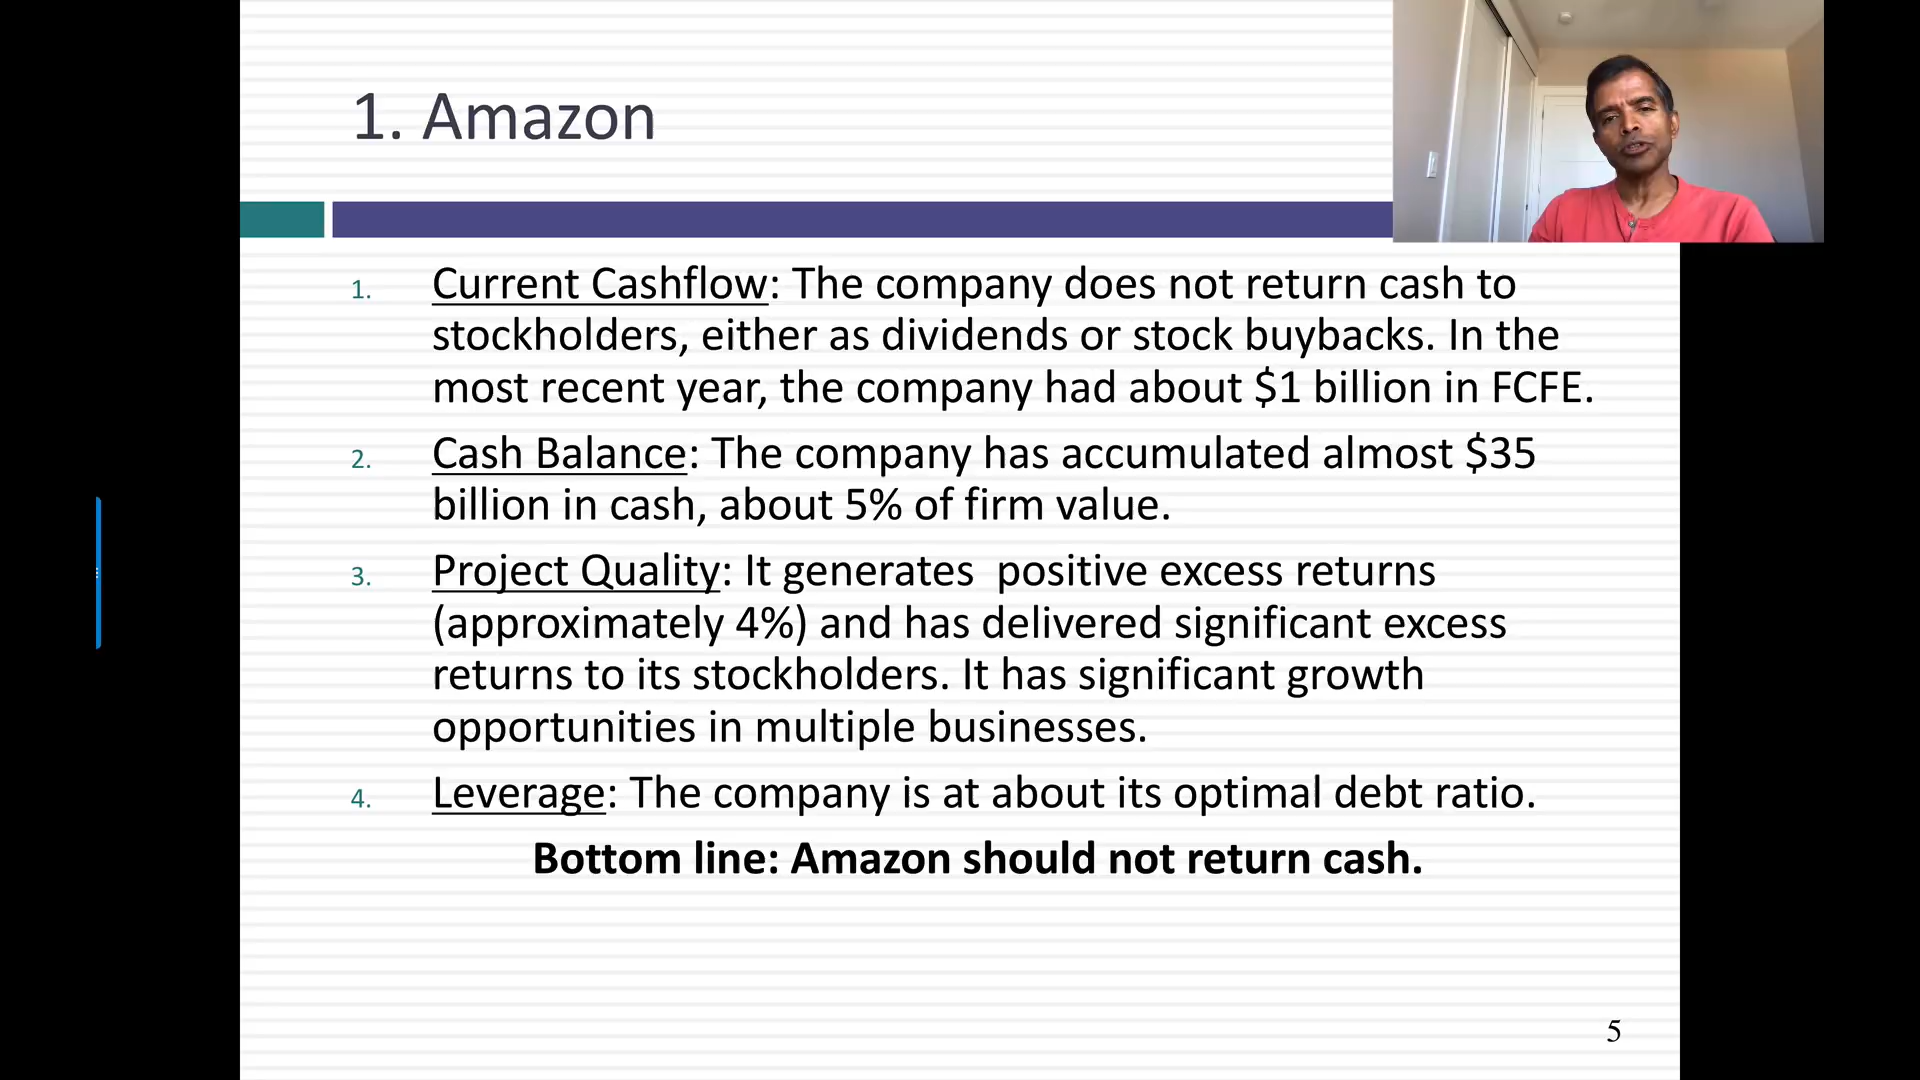 1. Amazon
1. Current Cashflow: The company does not return cash to
stockholders, either as dividends or stock buybacks. In the
most recent year, the company had about $1 billion in FCFE.
2. Cash Balance: The company has accumulated almost $35
billion in cash, about 5% of firm value.
3. Project Quality: It generates  positive excess returns
(approximately 4%) and has delivered significant excess
returns to its stockholders. It has significant growth
opportunities in multiple businesses.
4. Leverage: The company is at about its optimal debt ratio.
Bottom line: Amazon should not return cash.
5